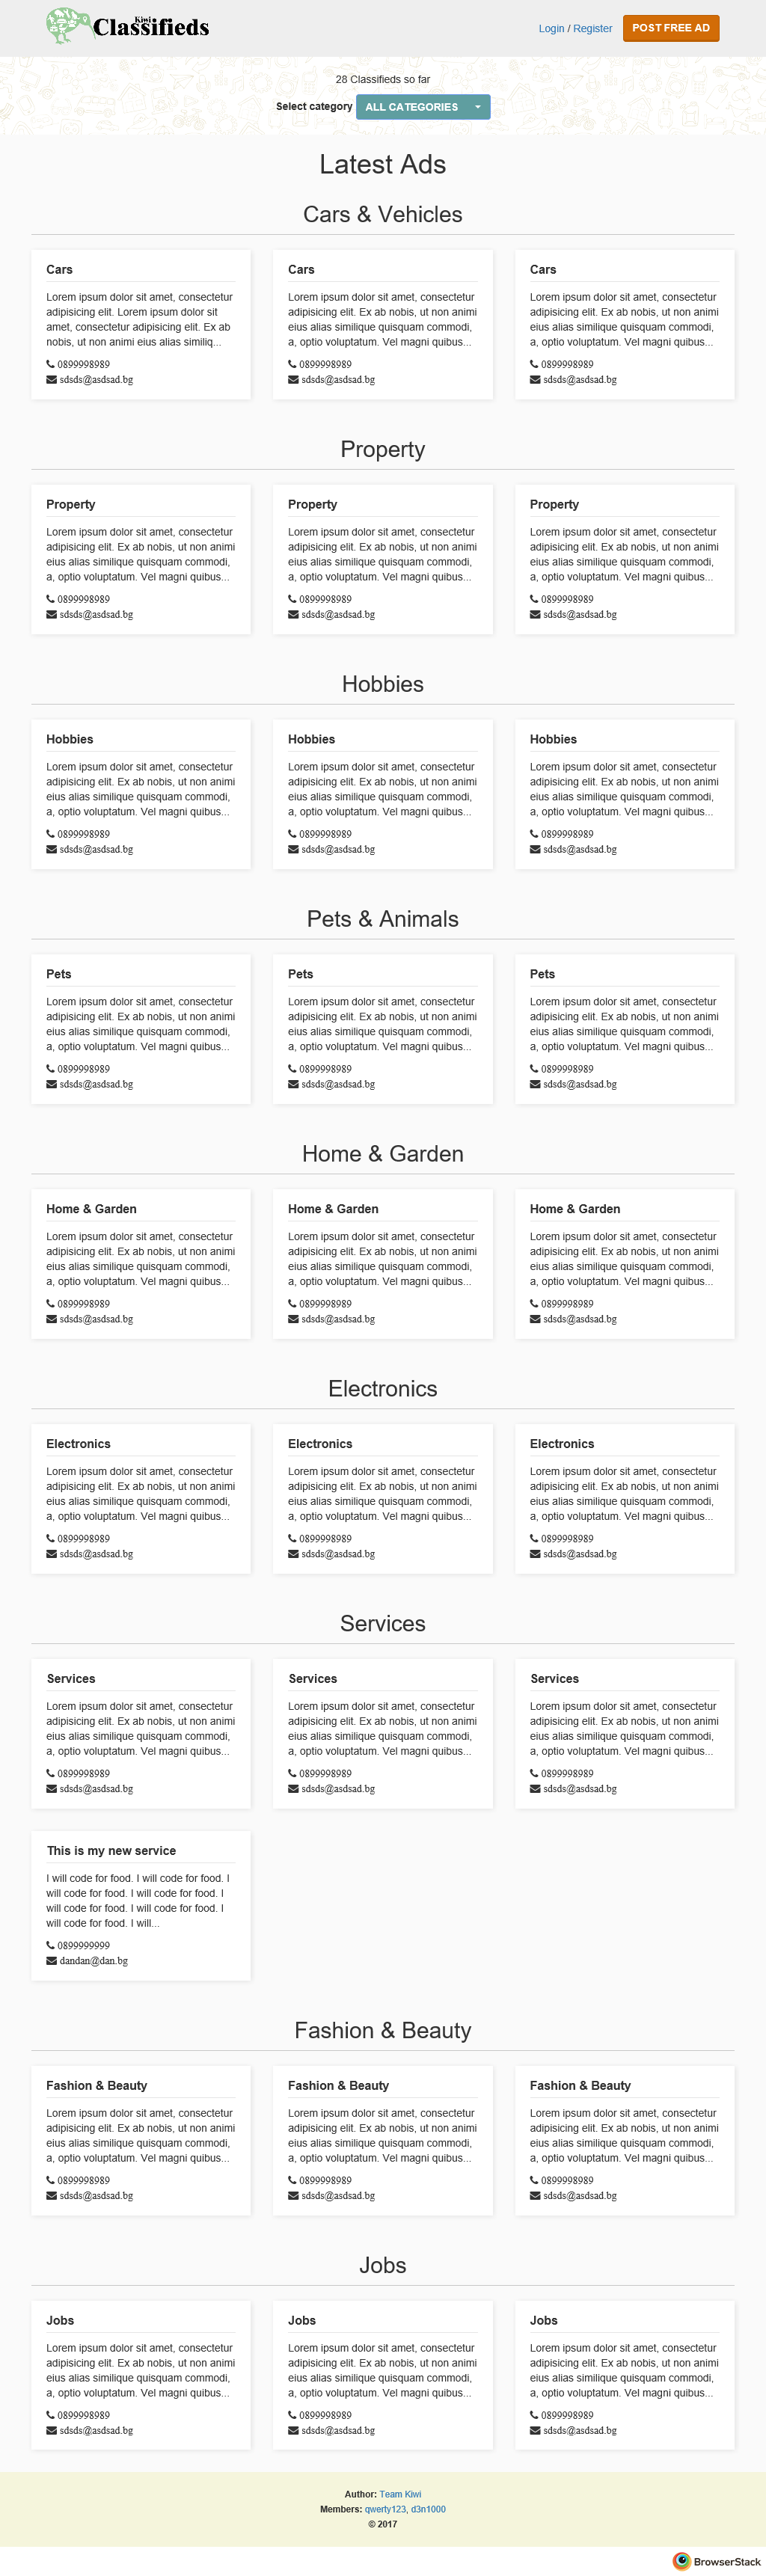 Kiwi
Classifieds
Login / Register
POST FREE AD
28 Classifieds so far
Select category ALL CATEGORIES
Latest Ads
Cars & Vehicles
Cars
Lorem ipsum dolor sit amet, consectetur
adipisicing elit. Lorem ipsum dolor sit
amet, consectetur adipisicing elit. Ex ab
nobis, ut non animi eius alias similiq...
0899998989
sdsds@asdsad.bg
Cars
Lorem ipsum dolor sit amet, consectetur
adipisicing elit. Ex ab nobis, ut non animi
eius alias similique quisquam commodi,
a, optio voluptatum. Vel magni quibus...
0899998989
sdsds@asdsad.bg
Cars
Lorem ipsum dolor sit amet, consectetur
adipisicing elit. Ex ab nobis, ut non animi
eius alias similique quisquam commodi,
a, optio voluptatum. Vel magni quibus...
0899998989
sdsds@asdsad.bg
Property
Property
Lorem ipsum dolor sit amet, consectetur
adipisicing elit. Ex ab nobis, ut non animi
eius alias similique quisquam commodi,
a, optio voluptatum. Vel magni quibus...
0899998989
sdsds@asdsad.bg
Property
Lorem ipsum dolor sit amet, consectetur
adipisicing elit. Ex ab nobis, ut non animi
eius alias similique quisquam commodi,
a, optio voluptatum. Vel magni quibus...
0899998989
sdsds@asdsad.bg
Property
Lorem ipsum dolor sit amet, consectetur
adipisicing elit. Ex ab nobis, ut non animi
eius alias similique quisquam commodi,
a, optio voluptatum. Vel magni quibus...
0899998989
sdsds@asdsad.bg
Hobbies
Hobbies
Lorem ipsum dolor sit amet, consectetur
adipisicing elit. Ex ab nobis, ut non animi
eius alias similique quisquam commodi,
a, optio voluptatum. Vel magni quibus...
0899998989
sdsds@asdsad.bg
Hobbies
Lorem ipsum dolor sit amet, consectetur
adipisicing elit. Ex ab nobis, ut non animi
eius alias similique quisquam commodi,
a, optio voluptatum. Vel magni quibus...
0899998989
sdsds@asdsad.bg
Hobbies
Lorem ipsum dolor sit amet, consectetur
adipisicing elit. Ex ab nobis, ut non animi
eius alias similique quisquam commodi,
a, optio voluptatum. Vel magni quibus...
0899998989
sdsds@asdsad.bg
Pets & Animals
Pets
Lorem ipsum dolor sit amet, consectetur
adipisicing elit. Ex ab nobis, ut non animi
eius alias similique quisquam commodi,
a, optio voluptatum. Vel magni quibus...
0899998989
sdsds@asdsad.bg
Pets
Lorem ipsum dolor sit amet, consectetur
adipisicing elit. Ex ab nobis, ut non animi
eius alias similique quisquam commodi,
a, optio voluptatum. Vel magni quibus...
0899998989
sdsds@asdsad.bg
Pets
Lorem ipsum dolor sit amet, consectetur
adipisicing elit. Ex ab nobis, ut non animi
eius alias similique quisquam commodi,
a, optio voluptatum. Vel magni quibus...
0899998989
sdsds@asdsad.bg
Home & Garden
Home & Garden
Lorem ipsum dolor sit amet, consectetur
adipisicing elit. Ex ab nobis, ut non animi
eius alias similique quisquam commodi,
a, optio voluptatum. Vel magni quibus...
0899998989
sdsds@asdsad.bg
Home & Garden
Lorem ipsum dolor sit amet, consectetur
adipisicing elit. Ex ab nobis, ut non animi
eius alias similique quisquam commodi,
a, optio voluptatum. Vel magni quibus...
0899998989
sdsds@asdsad.bg
Home & Garden
Lorem ipsum dolor sit amet, consectetur
adipisicing elit. Ex ab nobis, ut non animi
eius alias similique quisquam commodi,
a, optio voluptatum. Vel magni quibus...
0899998989
sdsds@asdsad.bg
Electronics
Electronics
Lorem ipsum dolor sit amet, consectetur
adipisicing elit. Ex ab nobis, ut non animi
eius alias similique quisquam commodi,
a, optio voluptatum. Vel magni quibus...
0899998989
sdsds@asdsad.bg
Electronics
Lorem ipsum dolor sit amet, consectetur
adipisicing elit. Ex ab nobis, ut non animi
eius alias similique quisquam commodi,
a, optio voluptatum. Vel magni quibus...
0899998989
sdsds@asdsad.bg
Electronics
Lorem ipsum dolor sit amet, consectetur
adipisicing elit. Ex ab nobis, ut non animi
eius alias similique quisquam commodi,
a, optio voluptatum. Vel magni quibus...
0899998989
sdsds@asdsad.bg
Services
Services
Lorem ipsum dolor sit amet, consectetur
adipisicing elit. Ex ab nobis, ut non animi
eius alias similique quisquam commodi,
a, optio voluptatum. Vel magni quibus...
0899998989
sdsds@asdsad.bg
Services
Lorem ipsum dolor sit amet, consectetur
adipisicing elit. Ex ab nobis, ut non animi
eius alias similique quisquam commodi,
a, optio voluptatum. Vel magni quibus...
0899998989
sdsds@asdsad.bg
Services
Lorem ipsum dolor sit amet, consectetur
adipisicing elit. Ex ab nobis, ut non animi
eius alias similique quisquam commodi,
a, optio voluptatum. Vel magni quibus...
0899998989
sdsds@asdsad.bg
This is my new service
I will code for food. I will code for food. I
will code for food. I will code for food. I
will code for food. I will code for food. I
will code for food. I will...
0899999999
dandan@dan.bg
Fashion & Beauty
Fashion & Beauty
Lorem ipsum dolor sit amet, consectetur
adipisicing elit. Ex ab nobis, ut non animi
eius alias similique quisquam commodi,
a, optio voluptatum. Vel magni quibus...
0899998989
sdsds@asdsad.bg
Fashion & Beauty
Lorem ipsum dolor sit amet, consectetur
adipisicing elit. Ex ab nobis, ut non animi
eius alias similique quisquam commodi,
a, optio voluptatum. Vel magni quibus...
0899998989
sdsds@asdsad.bg
Fashion & Beauty
Lorem ipsum dolor sit amet, consectetur
adipisicing elit. Ex ab nobis, ut non animi
eius alias similique quisquam commodi,
a, optio voluptatum. Vel magni quibus...
0899998989
sdsds@asdsad.bg
Jobs
Jobs
Lorem ipsum dolor sit amet, consectetur
adipisicing elit. Ex ab nobis, ut non animi
eius alias similique quisquam commodi,
a, optio voluptatum. Vel magni quibus...
0899998989
sdsds@asdsad.bg
Jobs
Lorem ipsum dolor sit amet, consectetur
adipisicing elit. Ex ab nobis, ut non animi
eius alias similique quisquam commodi,
a, optio voluptatum. Vel magni quibus...
0899998989
sdsds@asdsad.bg
Jobs
Lorem ipsum dolor sit amet, consectetur
adipisicing elit. Ex ab nobis, ut non animi
eius alias similique quisquam commodi,
a, optio voluptatum. Vel magni quibus...
0899998989
sdsds@asdsad.bg
Author: Team Kiwi
Members: qwerty123, d3n1000
© 2017
BrowserStack